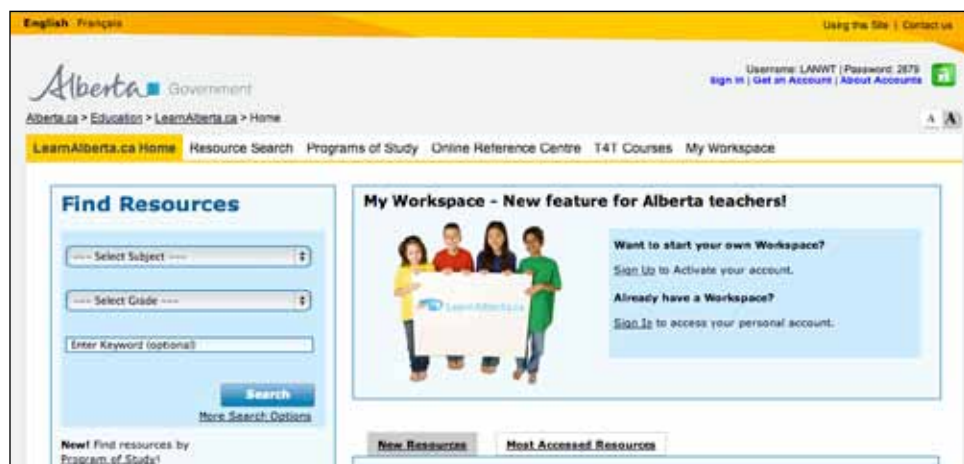 English Français
Using this Site | Contact us
Alberta Government
Username: LANWT | Password: 2879
Sign In | Get an Account | About Accounts
Alberta.ca > Education > LearnAlberta.ca > Home
A A
LearnAlberta.ca Home Resource Search Programs of Study Online Reference Centre T4T Courses My Workspace
Find Resources
--- Select Subject ---
--- Select Grade ---
Enter Keyword (optional)
Search
More Search Options
New! Find resources by
Program of Study!
My Workspace - New feature for Alberta teachers!
LearnAlberta.ca
Want to start your own Workspace?
Sign Up to Activate your account.
Already have a Workspace?
Sign In to access your personal account.
New Resources Most Accessed Resources